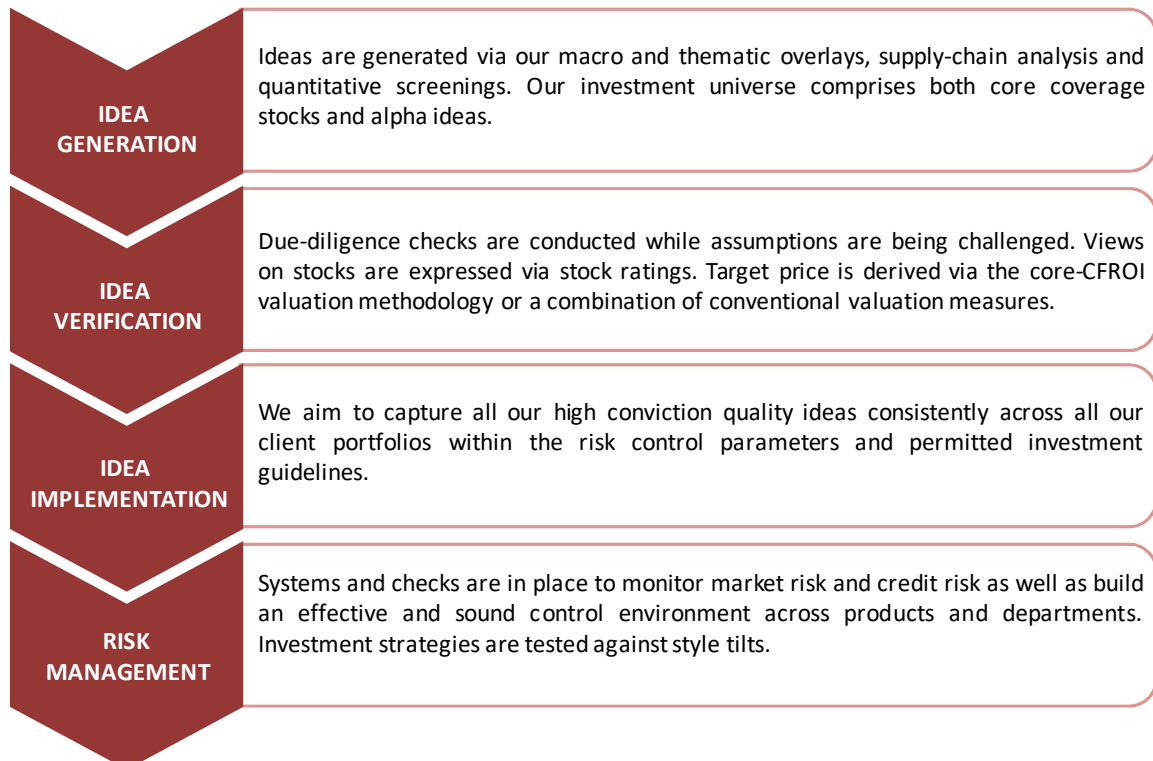 IDEA
GENERATION
Ideas are generated via our macro and thematic overlays, supply-chain analysis and
quantitative screenings. Our investment universe comprises both core coverage
stocks and alpha ideas.
IDEA
VERIFICATION
Due-diligence checks are conducted while assumptions are being challenged. Views
on stocks are expressed via stock ratings. Target price is derived via the core-CFROI
valuation methodology or a combination of conventional valuation measures.
IDEA
IMPLEMENTATION
We aim to capture all our high conviction quality ideas consistently across all our
client portfolios within the risk control parameters and permitted investment
guidelines.
RISK
MANAGEMENT
Systems and checks are in place to monitor market risk and credit risk as well as build
an effective and sound control environment across products and departments.
Investment strategies are tested against style tilts.